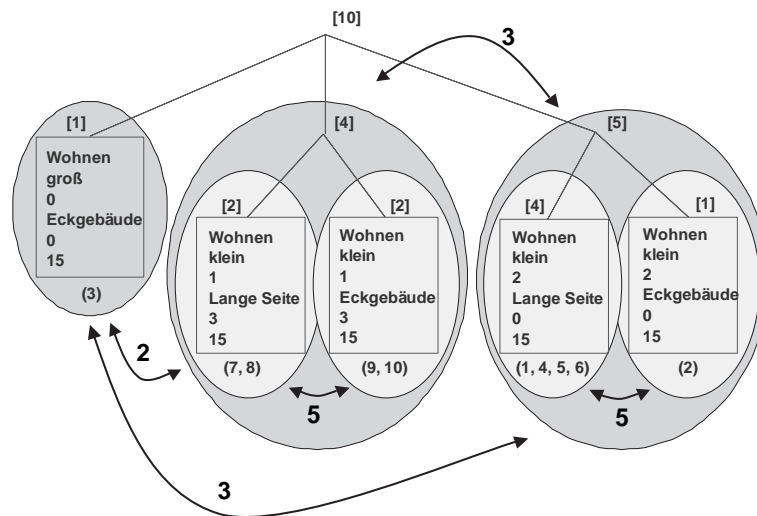 [10]
3
[1]
Wohnen
groß
0
Eckgebäude
0
15
(3)
[4]
[2]
Wohnen
klein
1
Lange Seite
3
15
(7, 8)
[2]
Wohnen
klein
1
Eckgebäude
3
15
(9, 10)
[5]
[4]
Wohnen
klein
2
Lange Seite
0
15
(1, 4, 5, 6)
[1]
Wohnen
klein
2
Eckgebäude
0
15
(2)
2
5
5
3